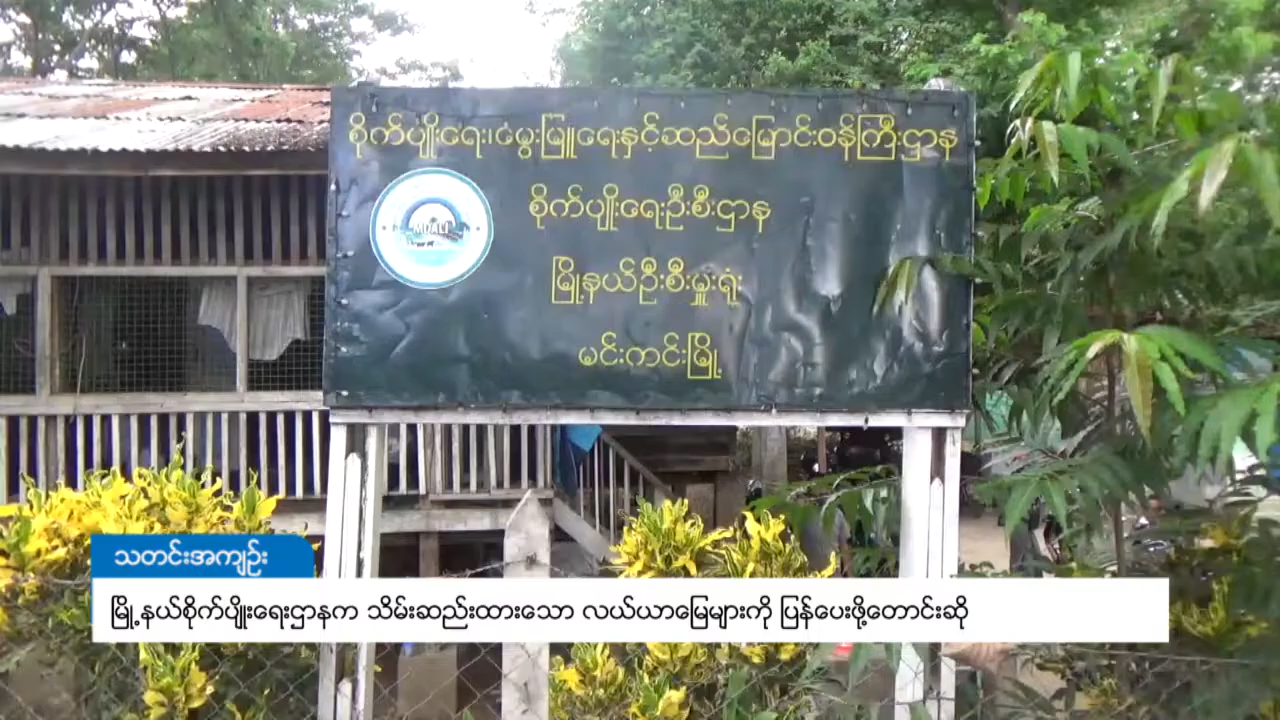 စိုက်ပျိုးရေး၊မွေးမြူရေးနှင့်ဆည်မြောင်းဝန်ကြီးဌာန
MOALI
စိုက်ပျိုးရေးဦးစီးဌာန
မြို့နယ်ဦးစီးမှူးရုံး
မင်းကင်းမြို့
သတင်းအကျဉ်း
မြို့နယ်စိုက်ပျိုးရေးဌာနက သိမ်းဆည်းထားသော လယ်ယာမြေများကို ပြန်ပေးဖို့တောင်းဆို